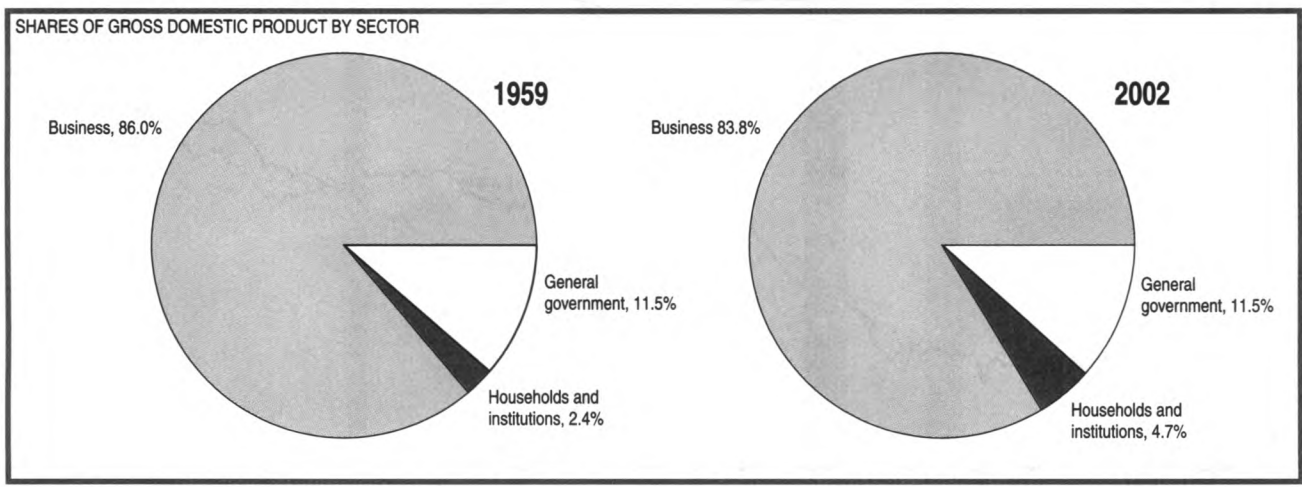 SHARES OF GROSS DOMESTIC PRODUCT BY SECTOR
1959
Business, 86.0%
General
government, 11.5%
Households and
institutions, 2.4%
2002
Business 83.8%
General
government, 11.5%
Households and
institutions, 4.7%